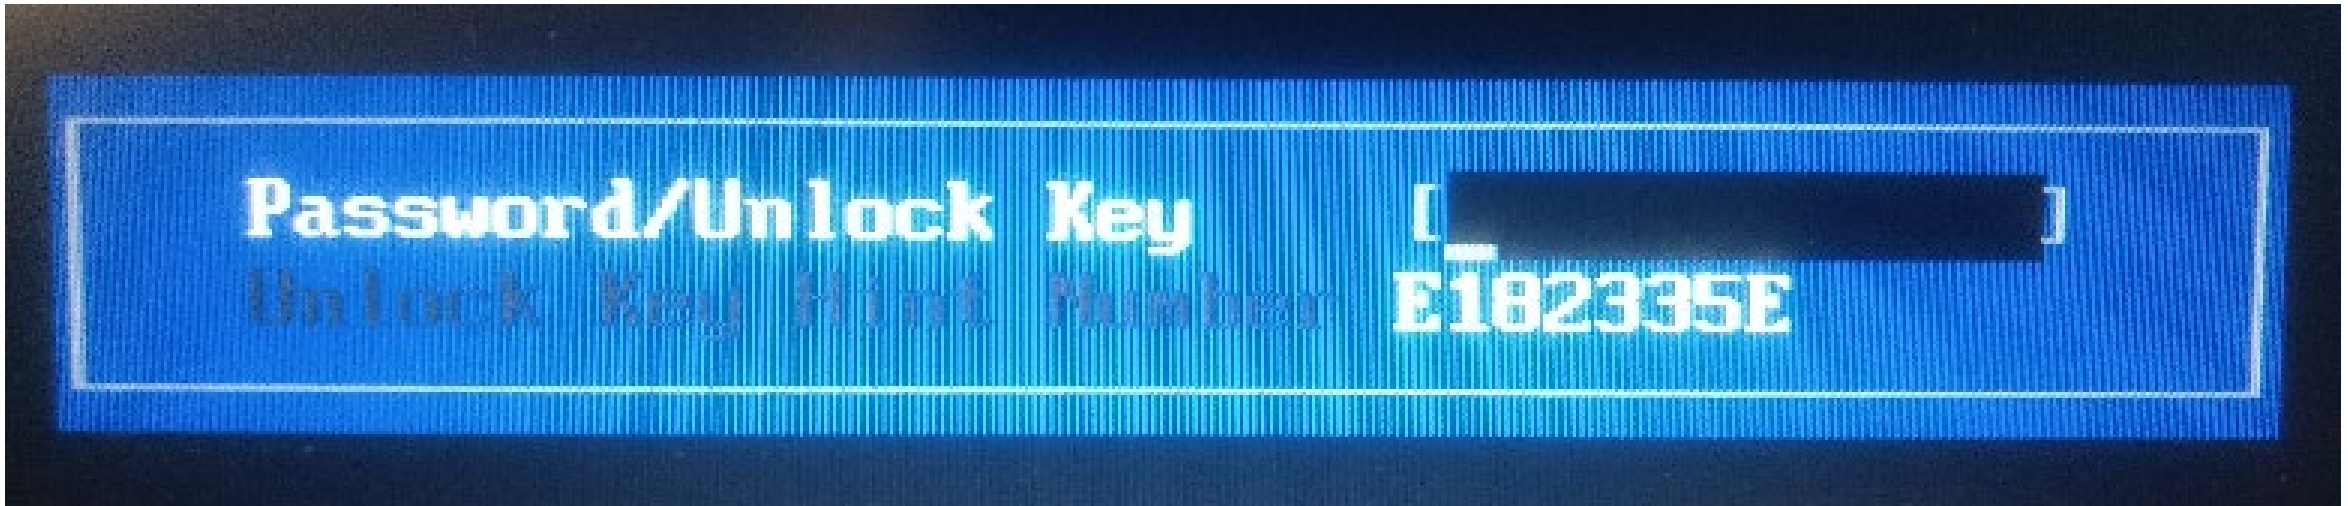 Password/Unlock Key [ ]
Unlock Key Hint Number E182335E